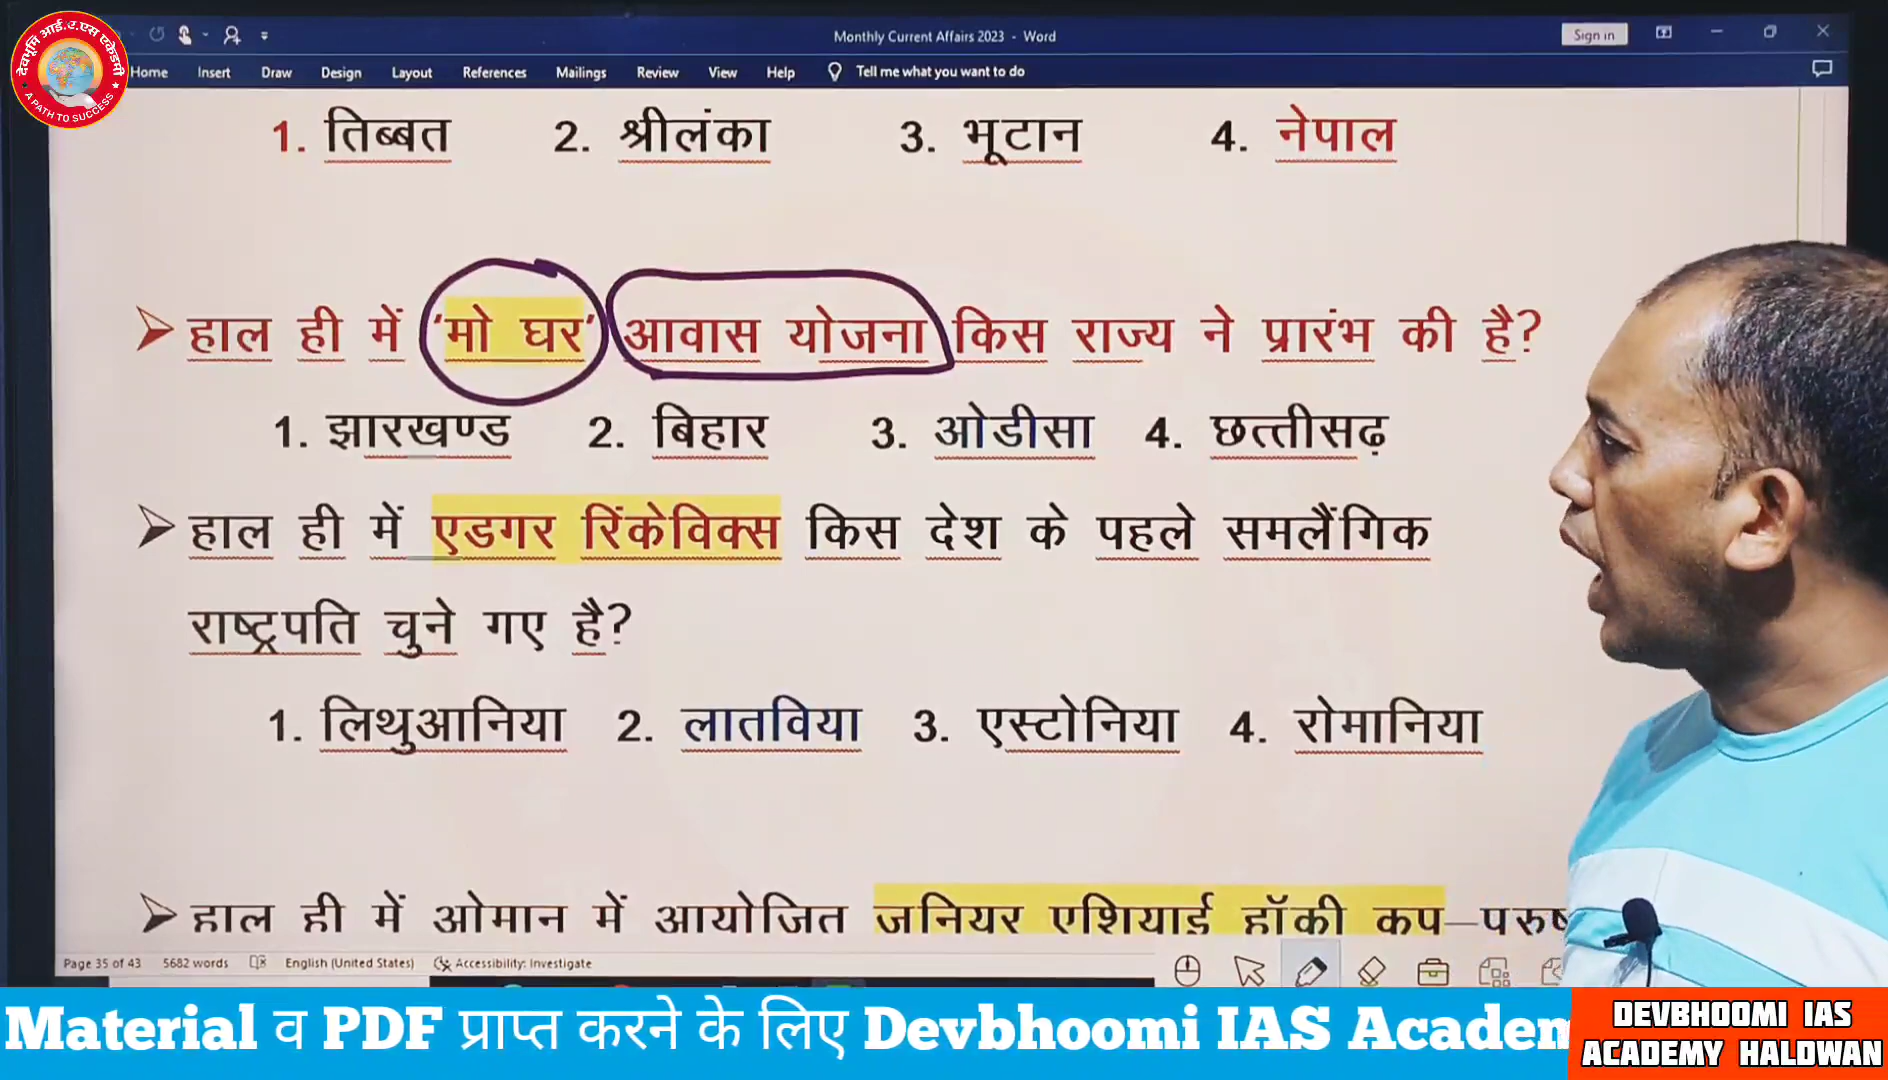 देवभूमि आई.ए.एस एकेडमी
A PATH TO SUCCESS
Monthly Current Affairs 2023 - Word
Sign in
Home Insert Draw Design Layout References Mailings Review View Help Tell me what you want to do
1. तिब्बत 2. श्रीलंका 3. भूटान 4. नेपाल
➢ हाल ही में ‘मो घर’ आवास योजना किस राज्य ने प्रारंभ की है?
1. झारखण्ड 2. बिहार 3. ओडीसा 4. छत्तीसढ़
➢ हाल ही में एडगर रिंकेविक्स किस देश के पहले समलैंगिक
राष्ट्रपति चुने गए है?
1. लिथुआनिया 2. लातविया 3. एस्टोनिया 4. रोमानिया
➢ हाल ही में ओमान में आयोजित जूनियर एशियाई हॉकी कप–पुरुष
Page 35 of 43 5682 words English (United States) Accessibility: Investigate
Material व PDF प्राप्त करने के लिए Devbhoomi IAS Academ
DEVBHOOMI IAS
ACADEMY HALDWAN